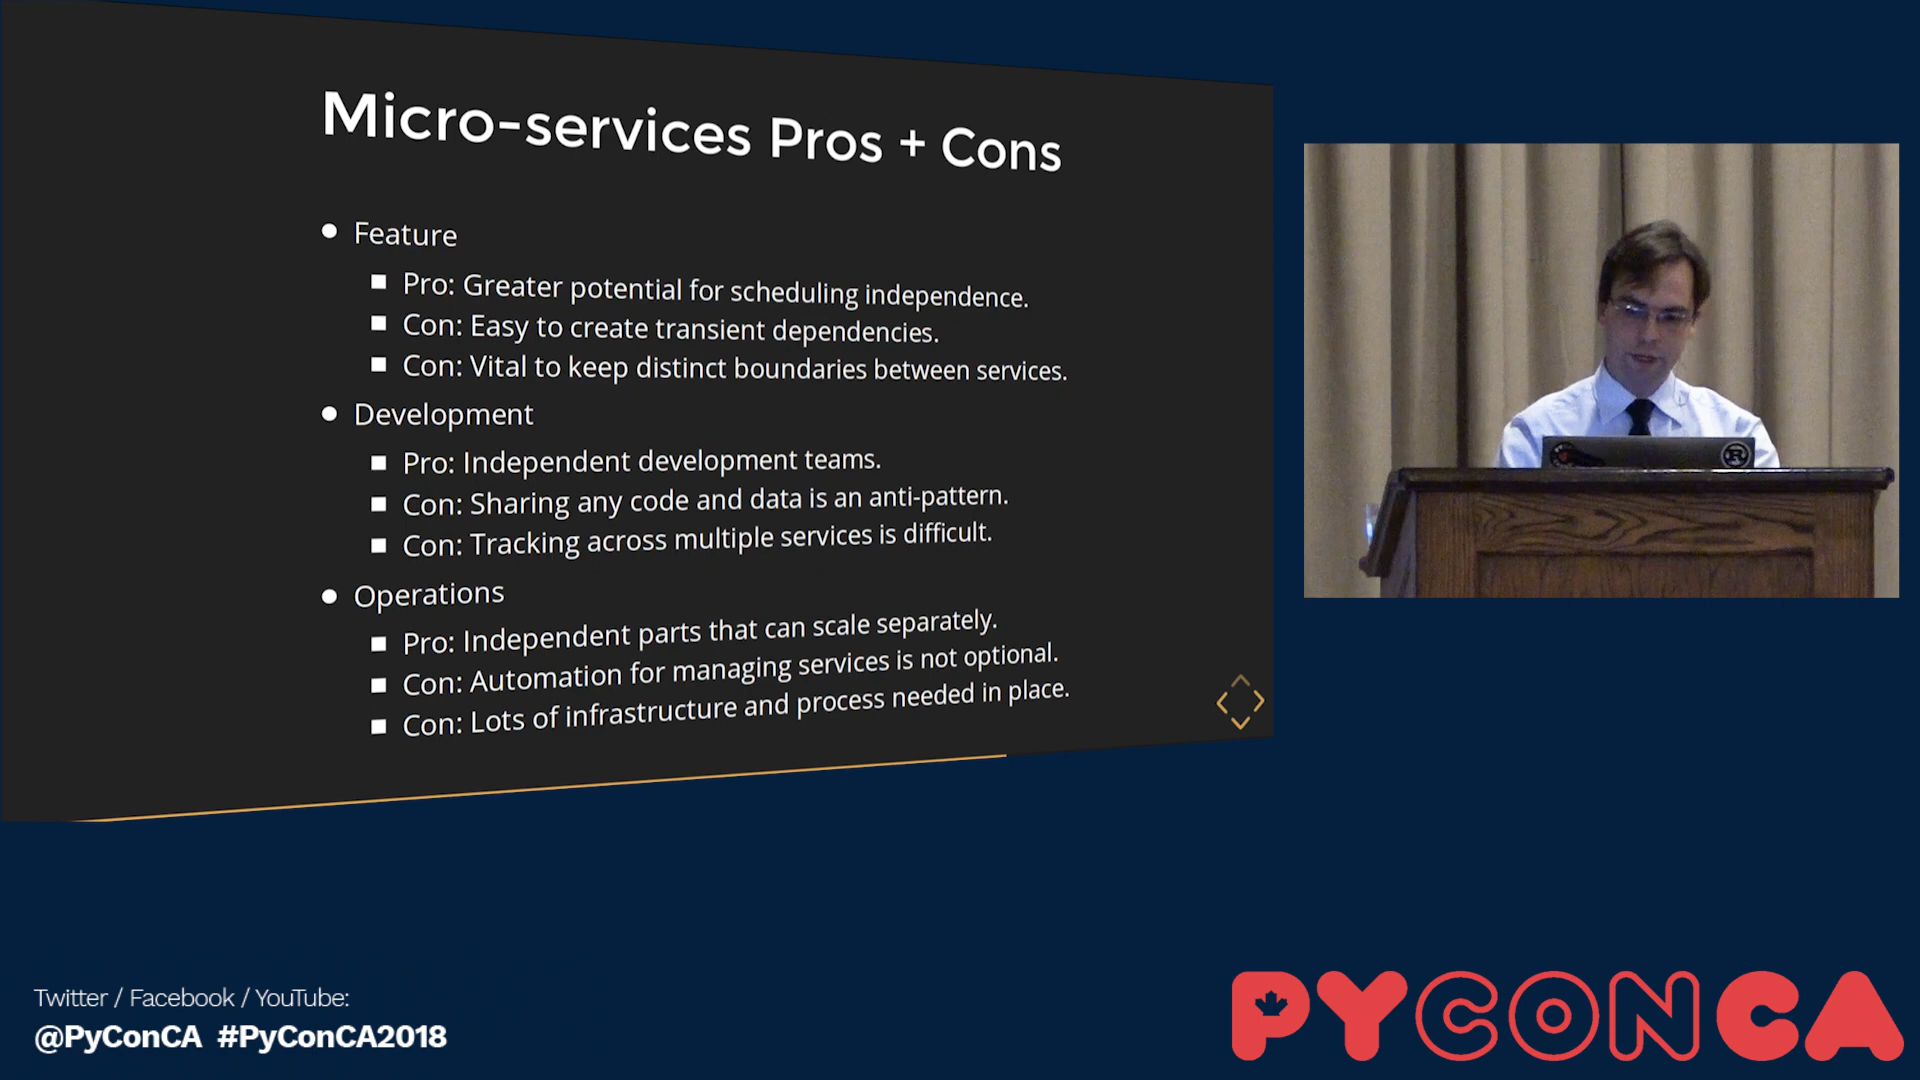 Micro-services Pros + Cons
Feature
Pro: Greater potential for scheduling independence.
Con: Easy to create transient dependencies.
Con: Vital to keep distinct boundaries between services.
Development
Pro: Independent development teams.
Con: Sharing any code and data is an anti-pattern.
Con: Tracking across multiple services is difficult.
Operations
Pro: Independent parts that can scale separately.
Con: Automation for managing services is not optional.
Con: Lots of infrastructure and process needed in place.
R
Twitter / Facebook / YouTube:
@PyConCA #PyConCA2018
PYCONCA